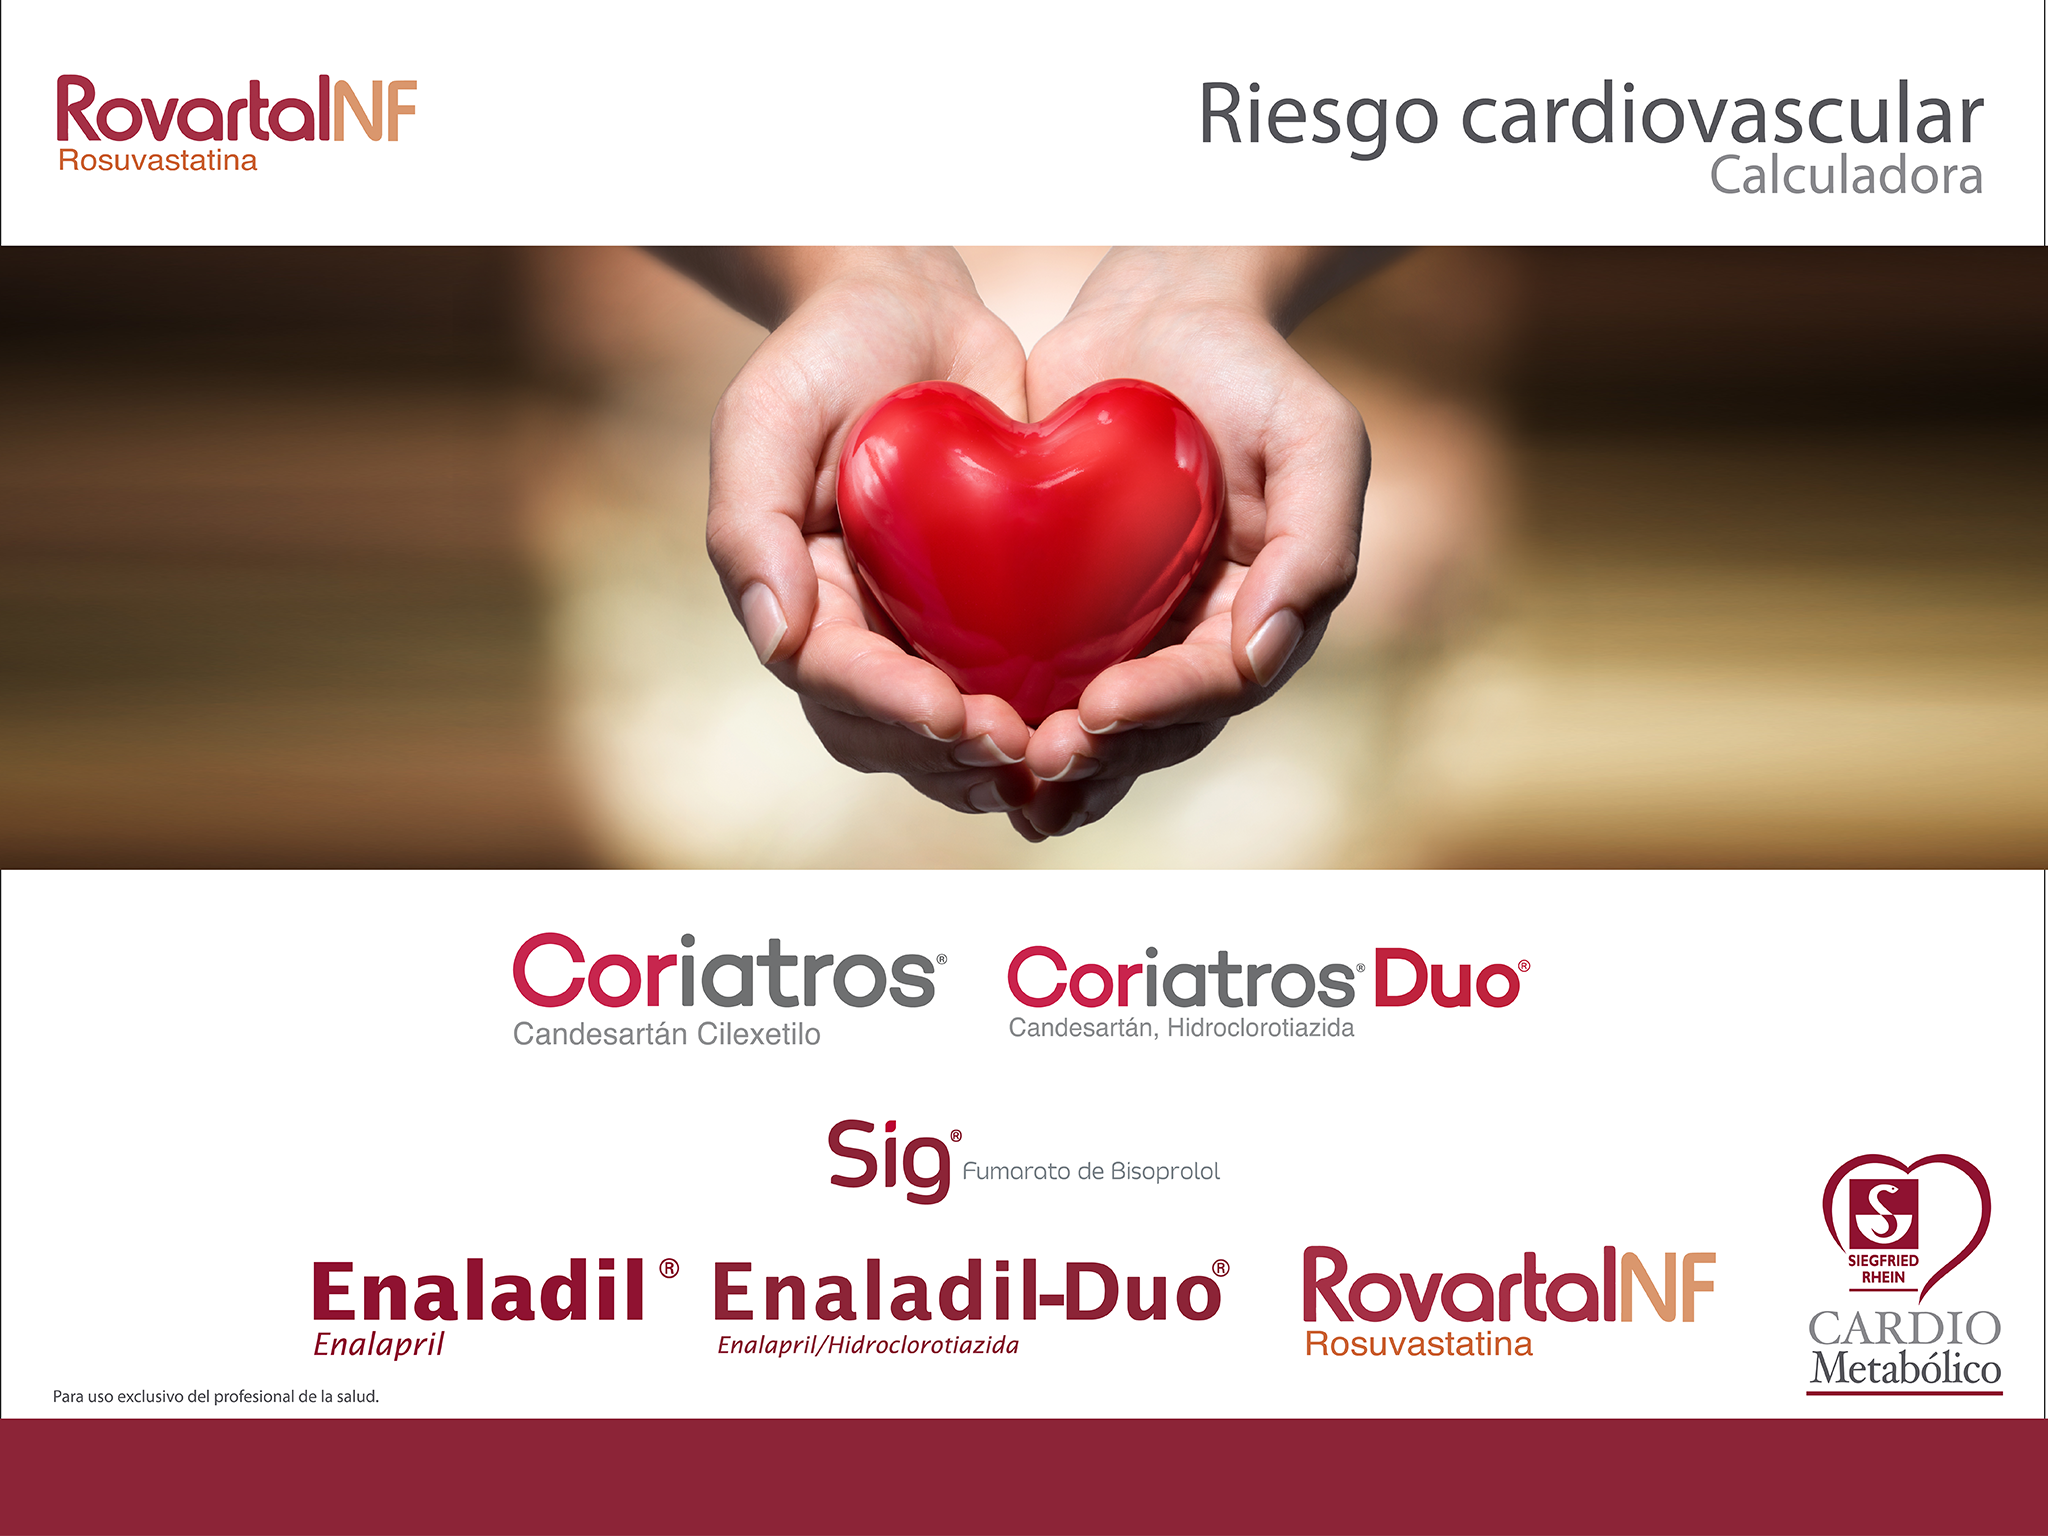 RovartalNF
Rosuvastatina
Riesgo cardiovascular
Calculadora
Coriatros®
Candesartán Cilexetilo
Coriatros® Duo®
Candesartán, Hidroclorotiazida
Sig® Fumarato de Bisoprolol
Enaladil®
Enalapril
Enaladil-Duo®
Enalapril/Hidroclorotiazida
RovartalNF
Rosuvastatina
SIEGFRIED
RHEIN
CARDIO
Metabólico
Para uso exclusivo del profesional de la salud.